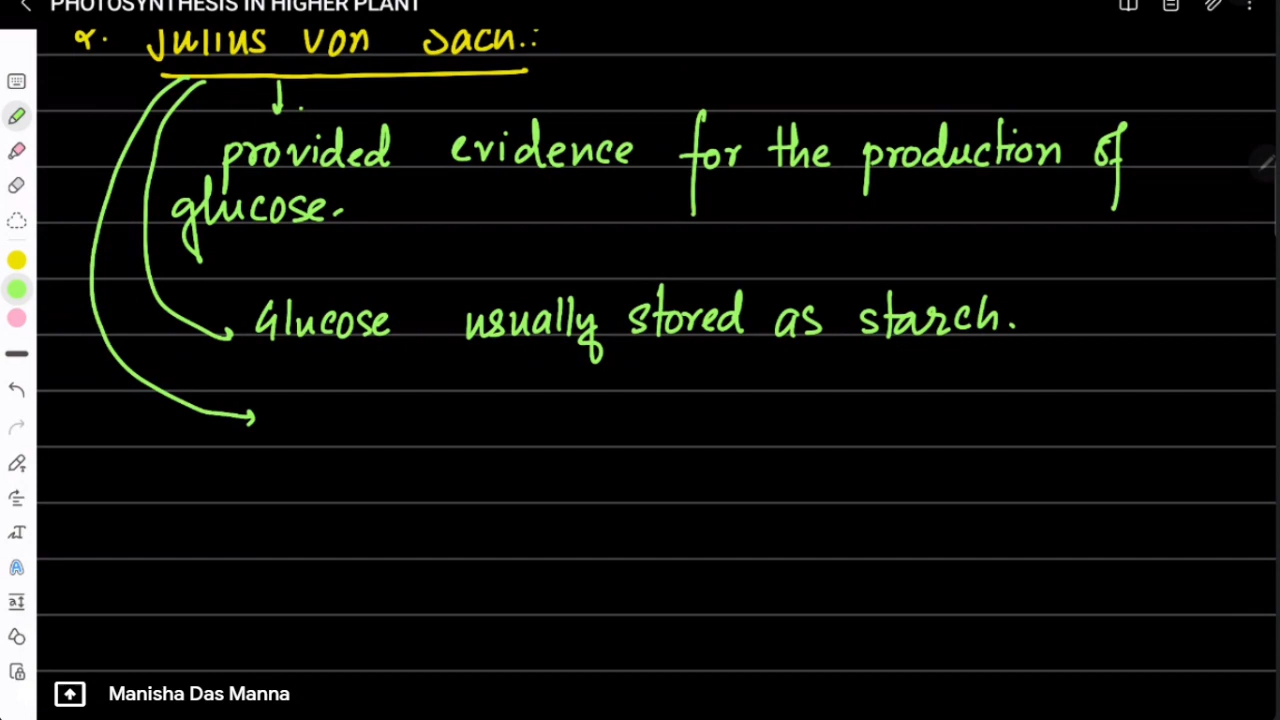 PHOTOSYNTHESIS IN HIGHER PLANT
Julius von Sach.:
provided evidence for the production of
glucose.
Glucose usually stored as starch.
Manisha Das Manna